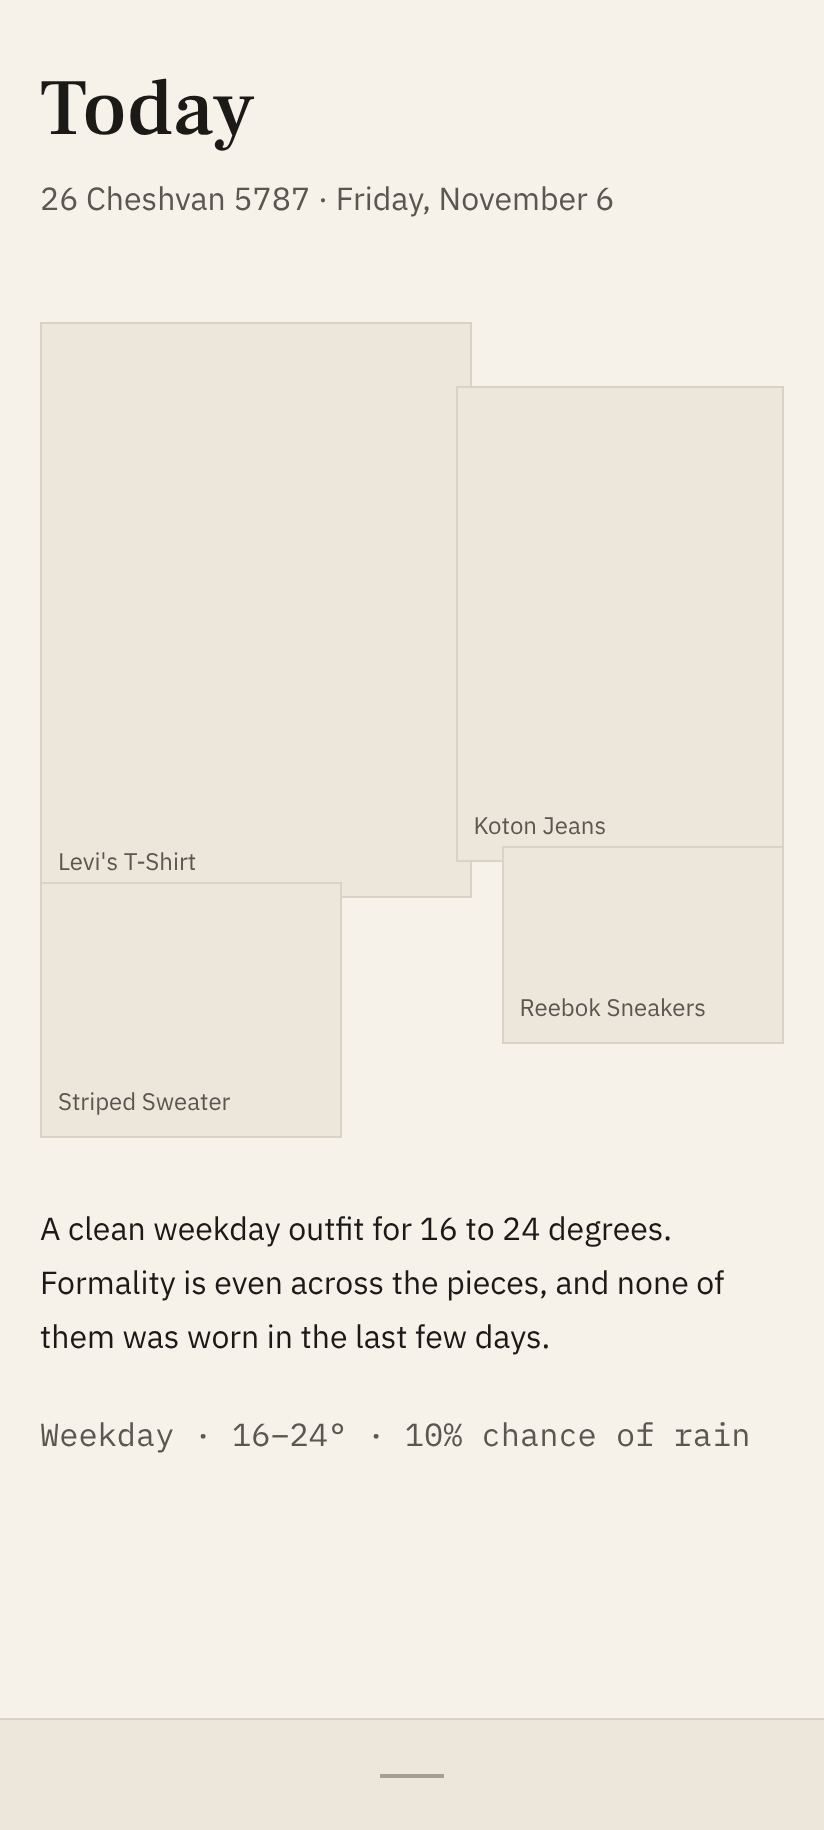 Today
26 Cheshvan 5787 · Friday, November 6
Levi's T-Shirt
Koton Jeans
Striped Sweater
Reebok Sneakers
A clean weekday outfit for 16 to 24 degrees.
Formality is even across the pieces, and none of
them was worn in the last few days.
Weekday · 16–24° · 10% chance of rain